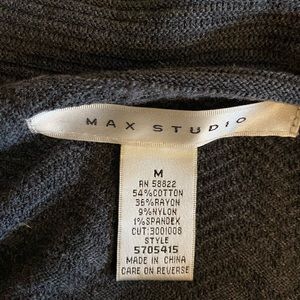 MAX STUDIO
M
RN 58822
54%COTTON
36%RAYON
9%NYLON
1%SPANDEX
CUT:3001008
STYLE
5705415
MADE IN CHINA
CARE ON REVERSE